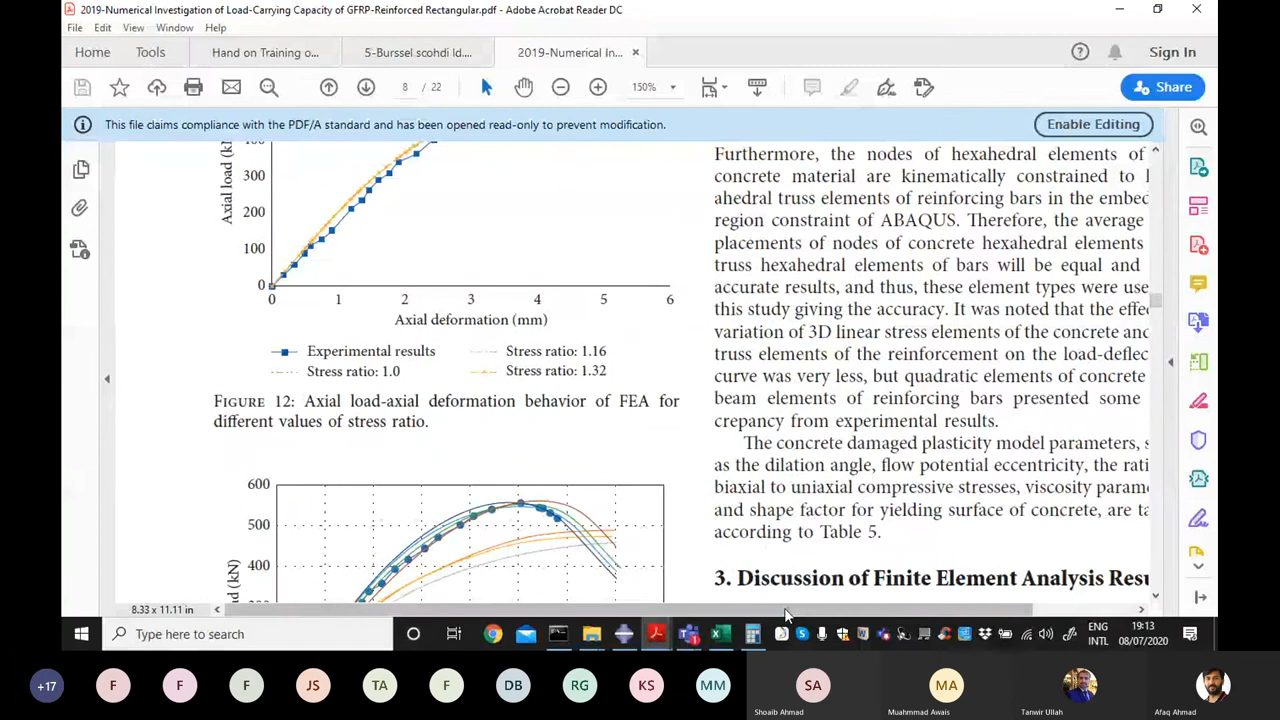 2019-Numerical Investigation of Load-Carrying Capacity of GFRP-Reinforced Rectangular.pdf - Adobe Acrobat Reader DC
File Edit View Window Help
Home Tools Hand on Training o... 5-Burssel.scohdi ld.... 2019-Numerical In... Sign In
8 / 22 150% Share
This file claims compliance with the PDF/A standard and has been opened read-only to prevent modification. Enable Editing
Axial load (k
300
200
100
0
0 1 2 3 4 5 6
Axial deformation (mm)
Experimental results
Stress ratio: 1.0
Stress ratio: 1.16
Stress ratio: 1.32
FIGURE 12: Axial load-axial deformation behavior of FEA for
different values of stress ratio.
600
500
400
d (kN)
Furthermore, the nodes of hexahedral elements of
concrete material are kinematically constrained to
ahedral truss elements of reinforcing bars in the embed
region constraint of ABAQUS. Therefore, the average
placements of nodes of concrete hexahedral elements
truss hexahedral elements of bars will be equal and
accurate results, and thus, these element types were use
this study giving the accuracy. It was noted that the effe
variation of 3D linear stress elements of the concrete and
truss elements of the reinforcement on the load-deflec
curve was very less, but quadratic elements of concrete
beam elements of reinforcing bars presented some
crepancy from experimental results.
The concrete damaged plasticity model parameters, s
as the dilation angle, flow potential eccentricity, the rati
biaxial to uniaxial compressive stresses, viscosity parame
and shape factor for yielding surface of concrete, are ta
according to Table 5.
3. Discussion of Finite Element Analysis Resu
8.33 x 11.11 in
Type here to search
ENG
INTL
19:13
08/07/2020
+17 F F F JS TA F DB RG KS MM SA MA
Shoaib Ahmad Muahmmad Awais Tanwir Ullah Afaq Ahmad